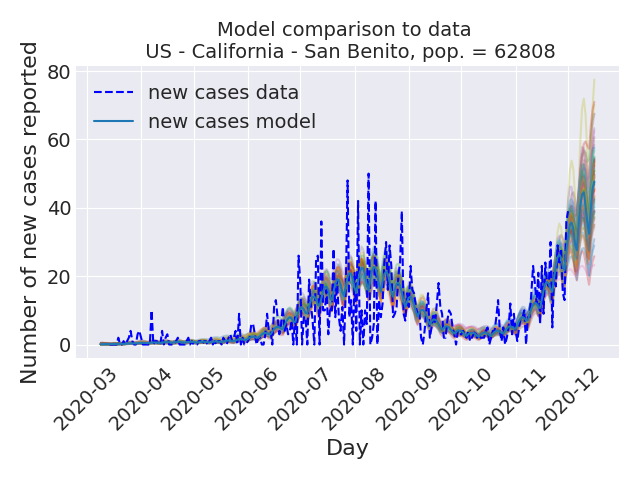 Model comparison to data
US - California - San Benito, pop. = 62808
Number of new cases reported
80
60
40
20
0
new cases data
new cases model
2020-03
2020-04
2020-05
2020-06
2020-07
2020-08
2020-09
2020-10
2020-11
2020-12
Day